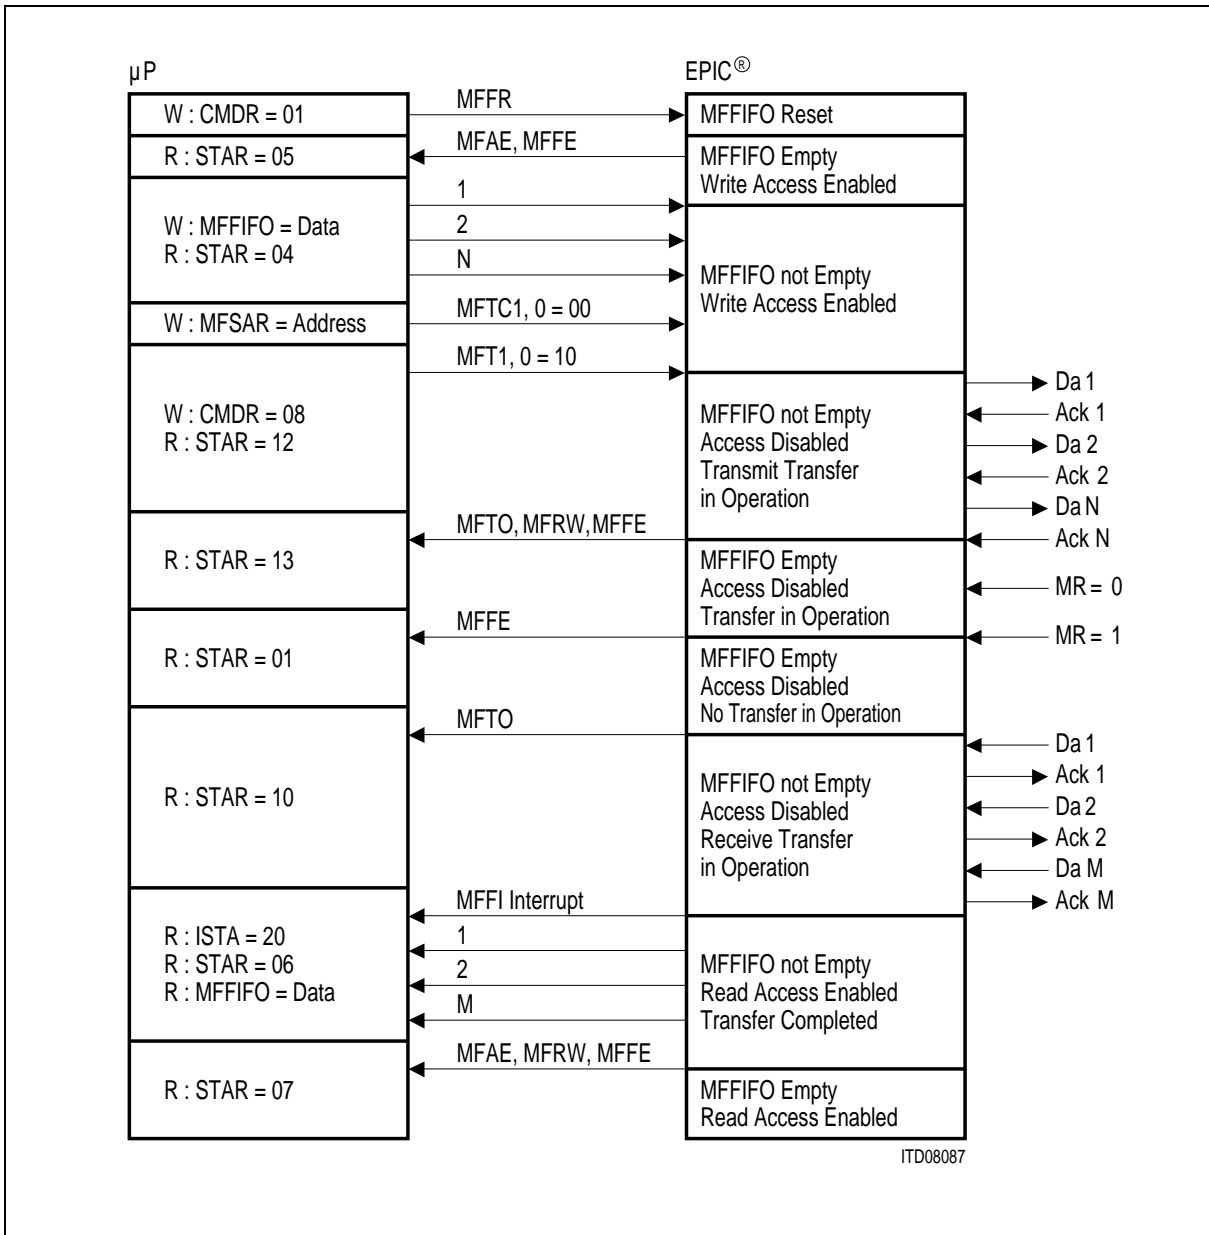 µP
EPIC®
W : CMDR = 01
MFFR
MFFIFO Reset
R : STAR = 05
MFAE, MFFE
MFFIFO Empty
Write Access Enabled
W : MFFIFO = Data
R : STAR = 04
1
2
N
MFFIFO not Empty
Write Access Enabled
W : MFSAR = Address
MFTC1, 0 = 00
MFT1, 0 = 10
W : CMDR = 08
R : STAR = 12
MFFIFO not Empty
Access Disabled
Transmit Transfer
in Operation
Da 1
Ack 1
Da 2
Ack 2
Da N
Ack N
R : STAR = 13
MFTO, MFRW, MFFE
MFFIFO Empty
Access Disabled
Transfer in Operation
MR = 0
MR = 1
R : STAR = 01
MFFE
MFFIFO Empty
Access Disabled
No Transfer in Operation
R : STAR = 10
MFTO
MFFIFO not Empty
Access Disabled
Receive Transfer
in Operation
Da 1
Ack 1
Da 2
Ack 2
Da M
Ack M
R : ISTA = 20
R : STAR = 06
R : MFFIFO = Data
MFFI Interrupt
1
2
M
MFFIFO not Empty
Read Access Enabled
Transfer Completed
R : STAR = 07
MFAE, MFRW, MFFE
MFFIFO Empty
Read Access Enabled
ITD08087